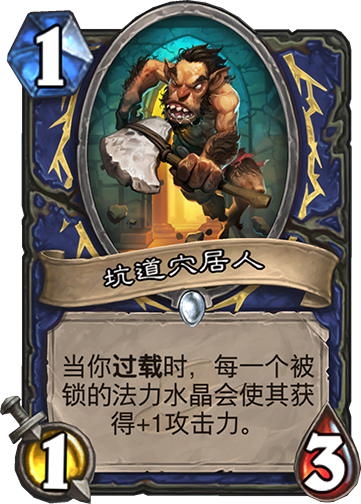 1
坑道穴居人
当你过载时，每一个被
锁的法力水晶会使其获
得+1攻击力。
1
3